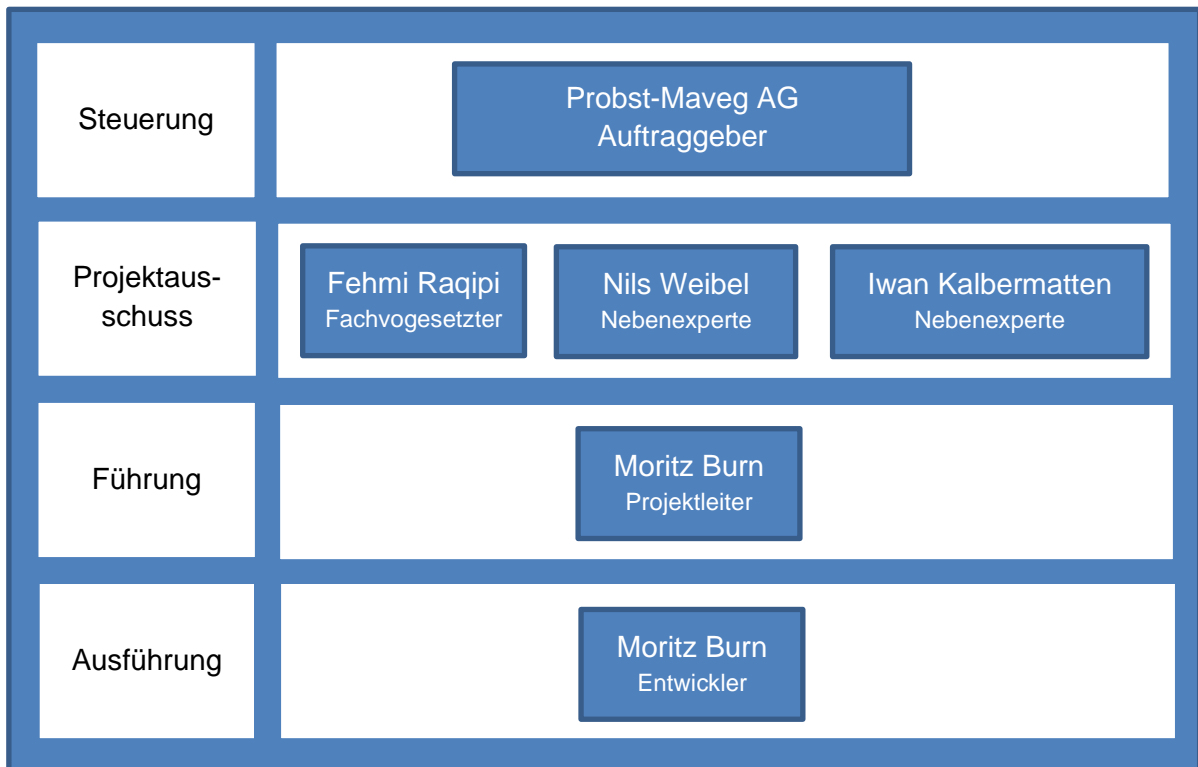 Steuerung
Probst-Maveg AG
Auftraggeber
Projektaus-
schuss
Fehmi Raqipi
Fachvogesetzter
Nils Weibel
Nebenexperte
Iwan Kalbermatten
Nebenexperte
Führung
Moritz Burn
Projektleiter
Ausführung
Moritz Burn
Entwickler